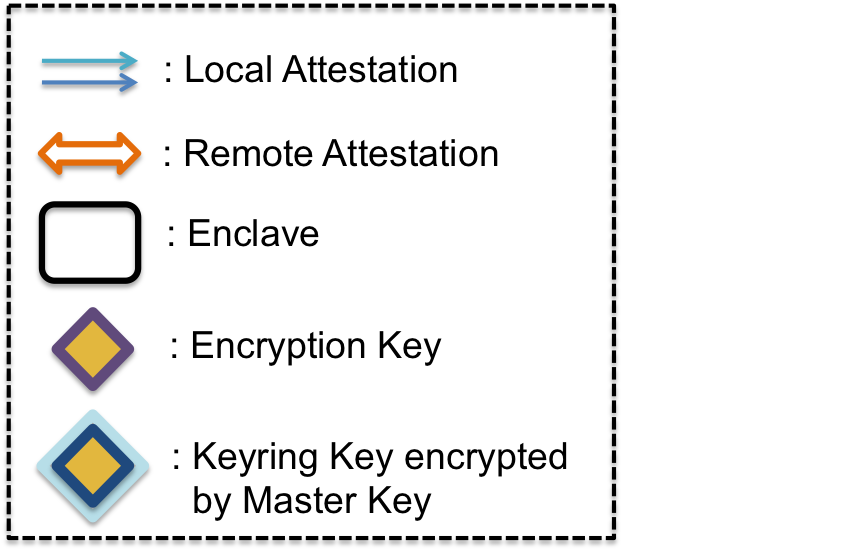 : Local Attestation
: Remote Attestation
: Enclave
: Encryption Key
: Keyring Key encrypted
by Master Key